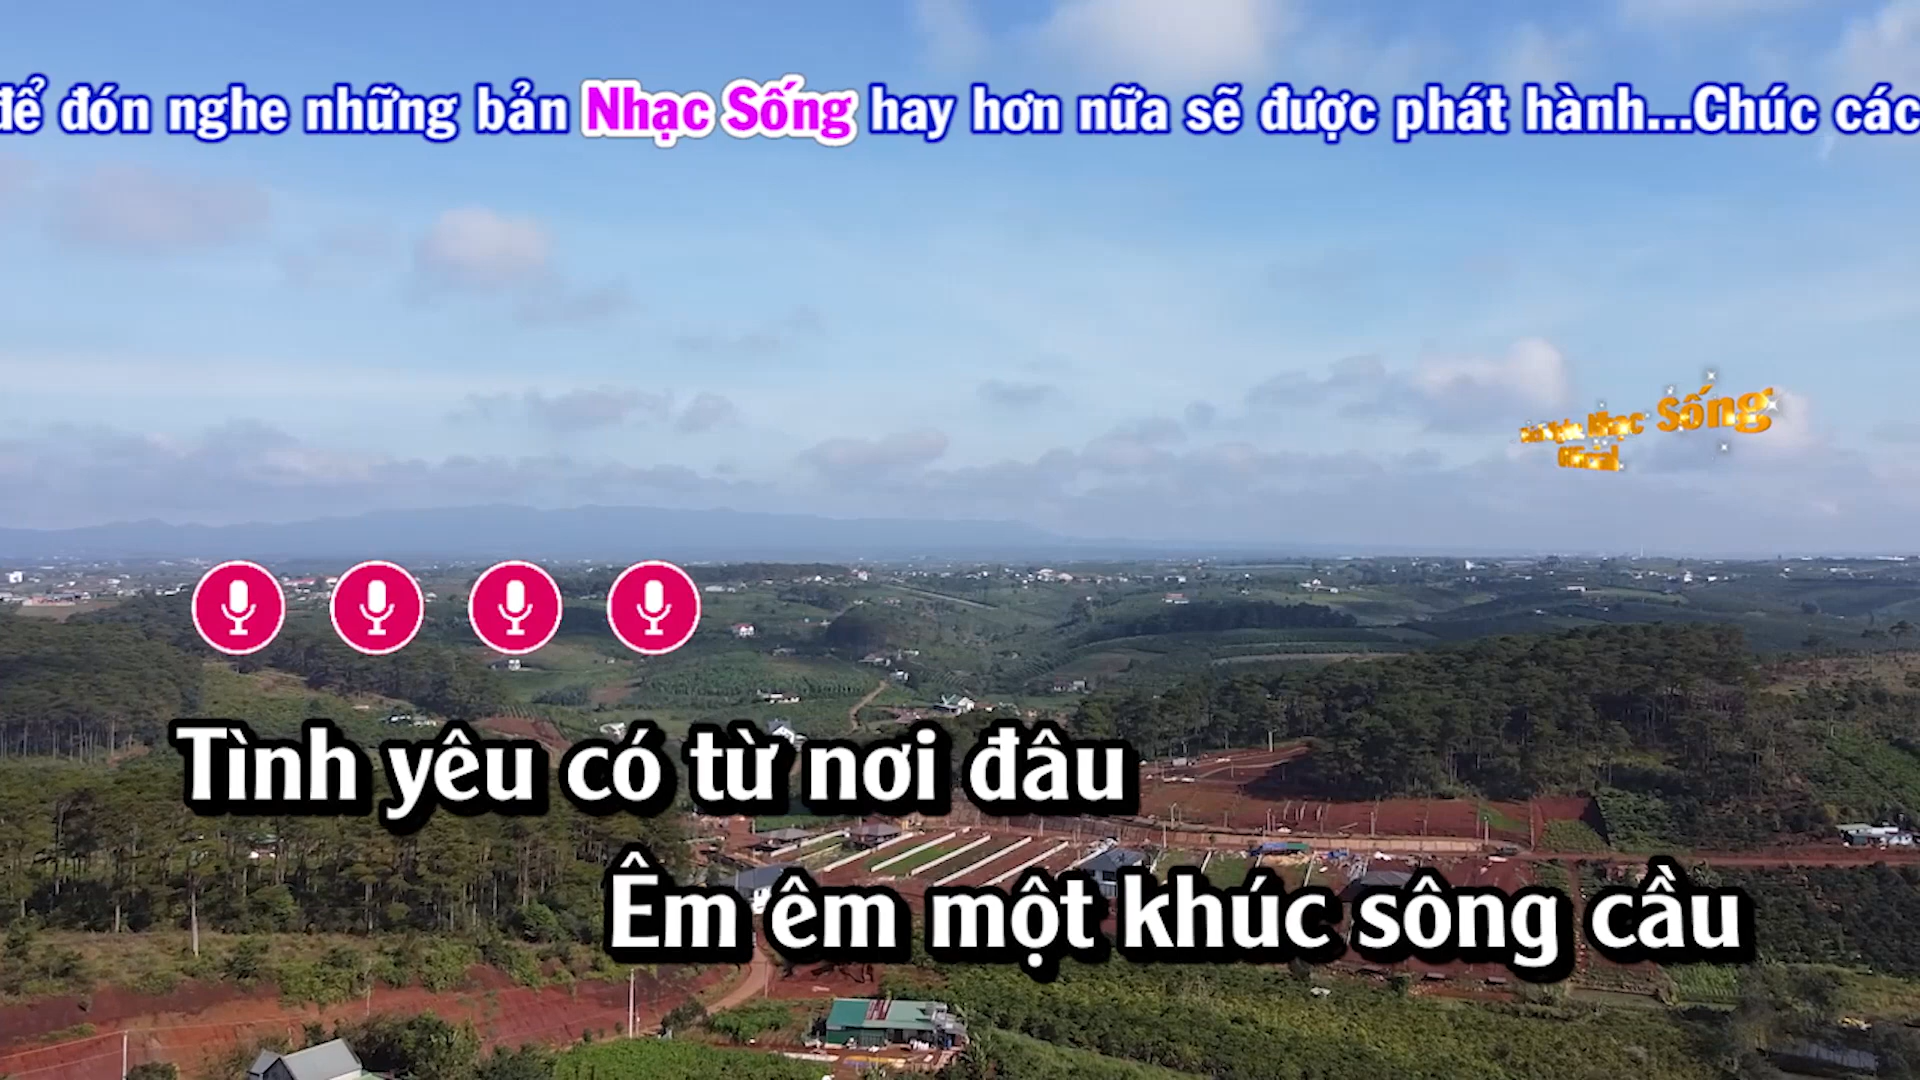 để đón nghe những bản Nhạc Sống hay hơn nữa sẽ được phát hành...Chúc các
Nhạc Sống
Tình yêu có từ nơi đâu
Êm êm một khúc sông cầu